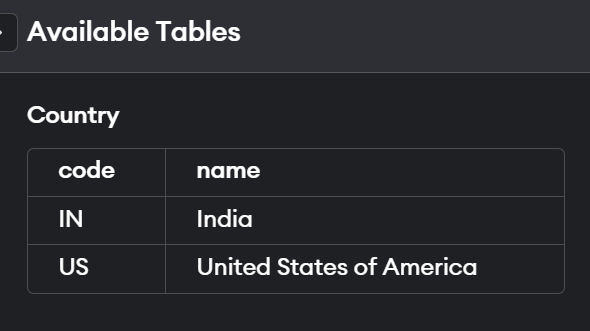 Available Tables
Country
code name
IN India
US United States of America